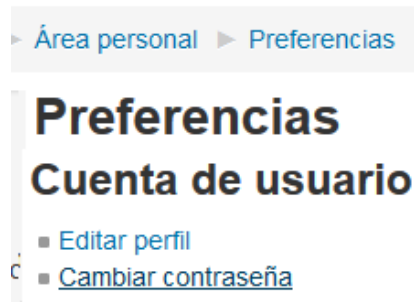 Área personal ► Preferencias
Preferencias
Cuenta de usuario
Editar perfil
Cambiar contraseña